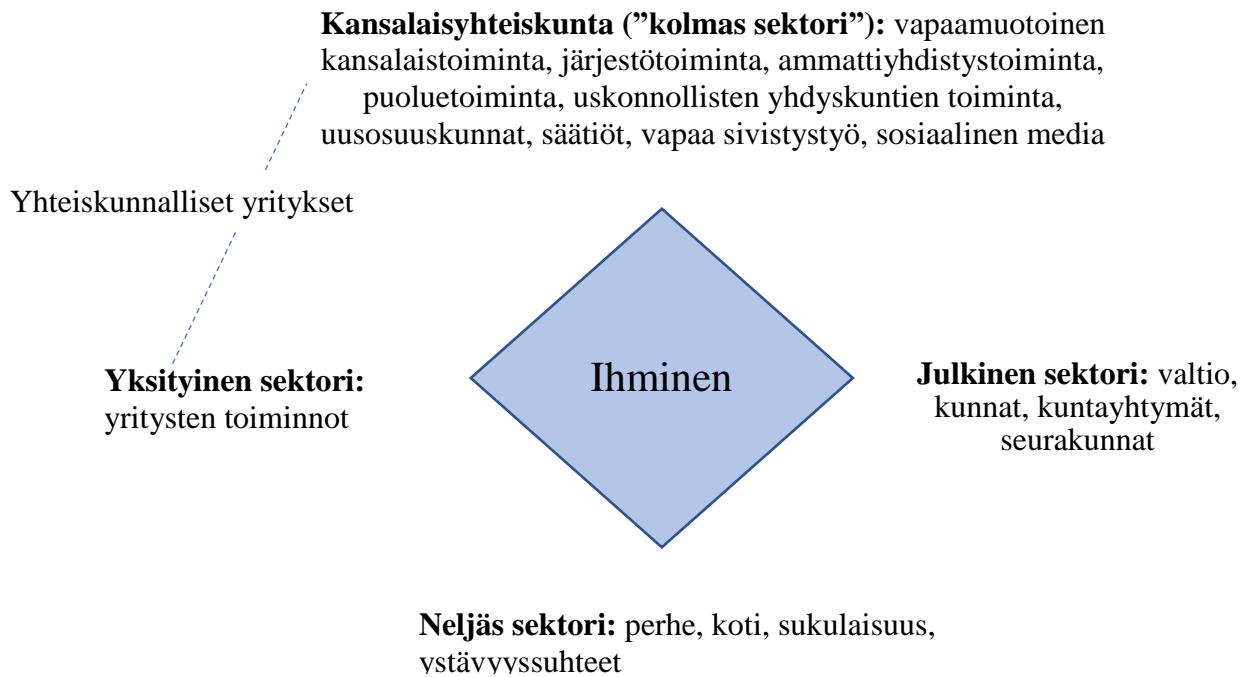 Kansalaisyhteiskunta (”kolmas sektori”): vapaamuotoinen
kansalaistoiminta, järjestötoiminta, ammattiyhdistystoiminta,
puoluetoiminta, uskonnollisten yhdyskuntien toiminta,
uusosuuskunnat, säätiöt, vapaa sivistystyö, sosiaalinen media
Yhteiskunnalliset yritykset
Yksityinen sektori:
yritysten toiminnot
Ihminen
Julkinen sektori: valtio,
kunnat, kuntayhtymät,
seurakunnat
Neljäs sektori: perhe, koti, sukulaisuus,
ystävyyssuhteet